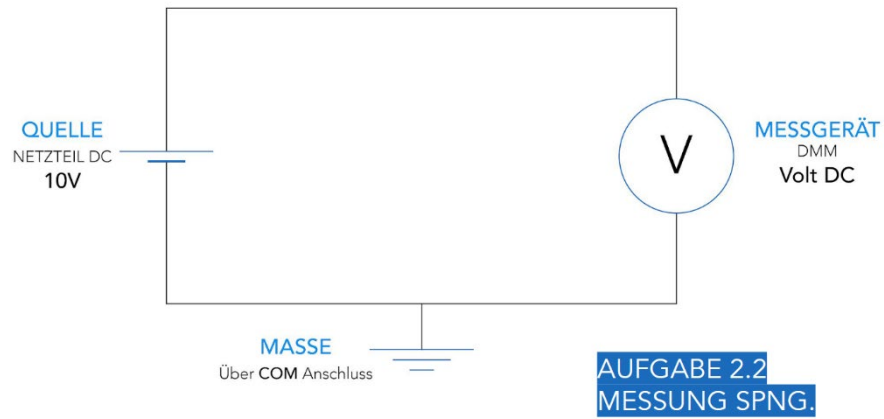 QUELLE
NETZTEIL DC
10V
V
MESSGERÄT
DMM
Volt DC
MASSE
Über COM Anschluss
AUFGABE 2.2
MESSUNG SPNG.